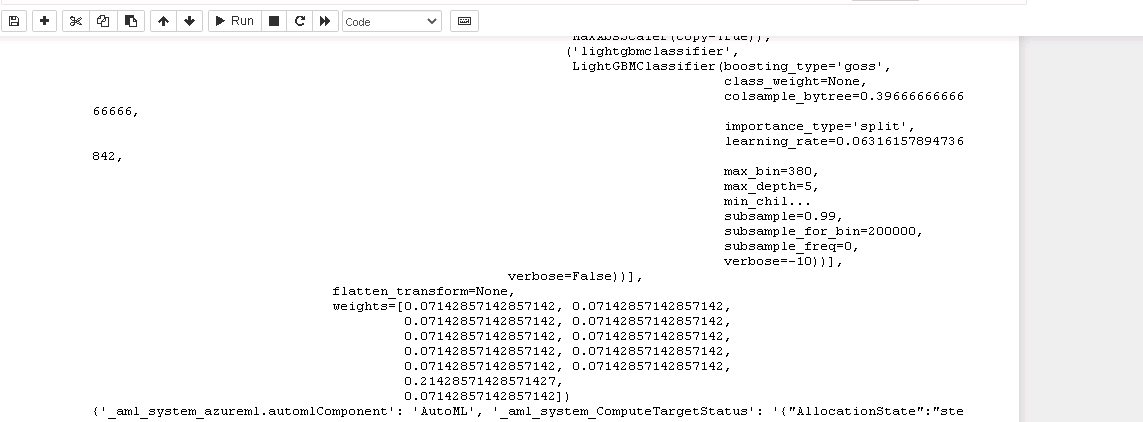 Run Code
MaxAbsScaler(copy=True)),
('lightgbmclassifier',
LightGBMClassifier(boosting_type='goss',
class_weight=None,
colsample_bytree=0.39666666666
66666,
importance_type='split',
learning_rate=0.06316157894736
842,
max_bin=380,
max_depth=5,
min_chil...
subsample=0.99,
subsample_for_bin=200000,
subsample_freq=0,
verbose=-10))],
verbose=False))],
flatten_transform=None,
weights=[0.07142857142857142, 0.07142857142857142,
0.07142857142857142, 0.07142857142857142,
0.07142857142857142, 0.07142857142857142,
0.07142857142857142, 0.07142857142857142,
0.07142857142857142, 0.07142857142857142,
0.21428571428571427,
0.07142857142857142])
{'_aml_system_azureml.automlComponent': 'AutoML', '_aml_system_ComputeTargetStatus': '{"AllocationState":"ste